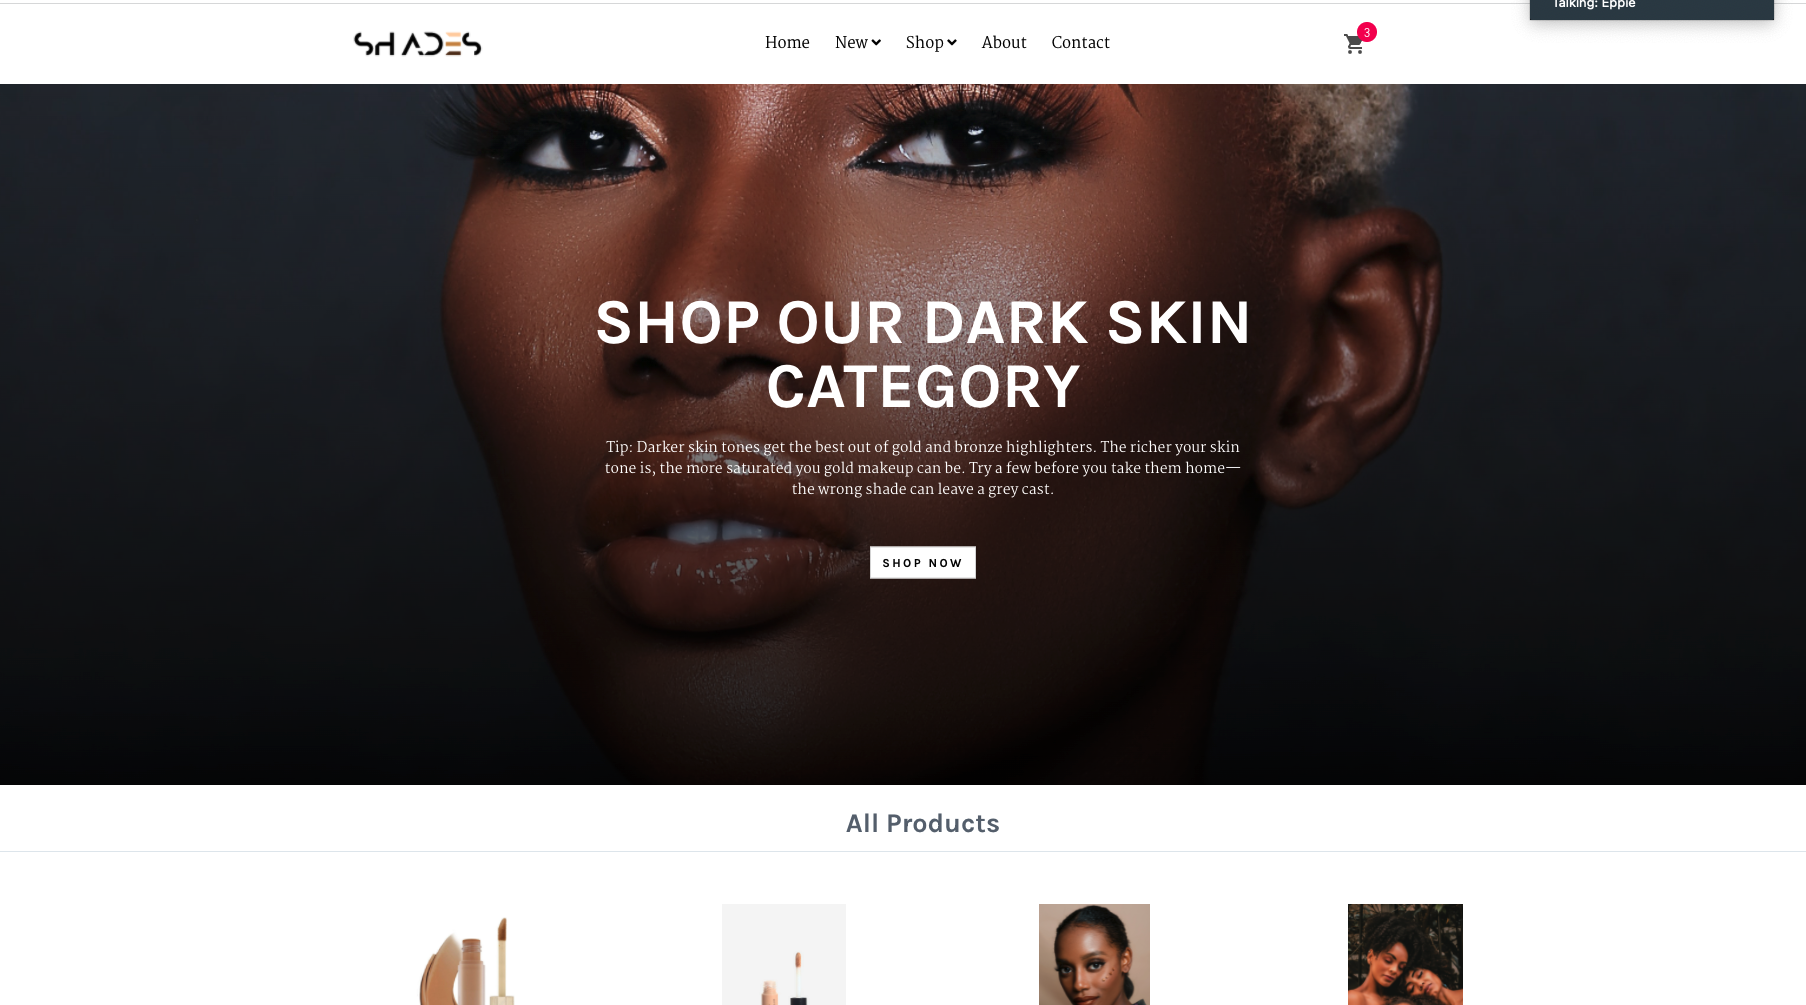 Talking: Eppie
SHADES
Home New Shop About Contact
3
SHOP OUR DARK SKIN
CATEGORY
Tip: Darker skin tones get the best out of gold and bronze highlighters. The richer your skin
tone is, the more saturated you gold makeup can be. Try a few before you take them home—
the wrong shade can leave a grey cast.
SHOP NOW
All Products